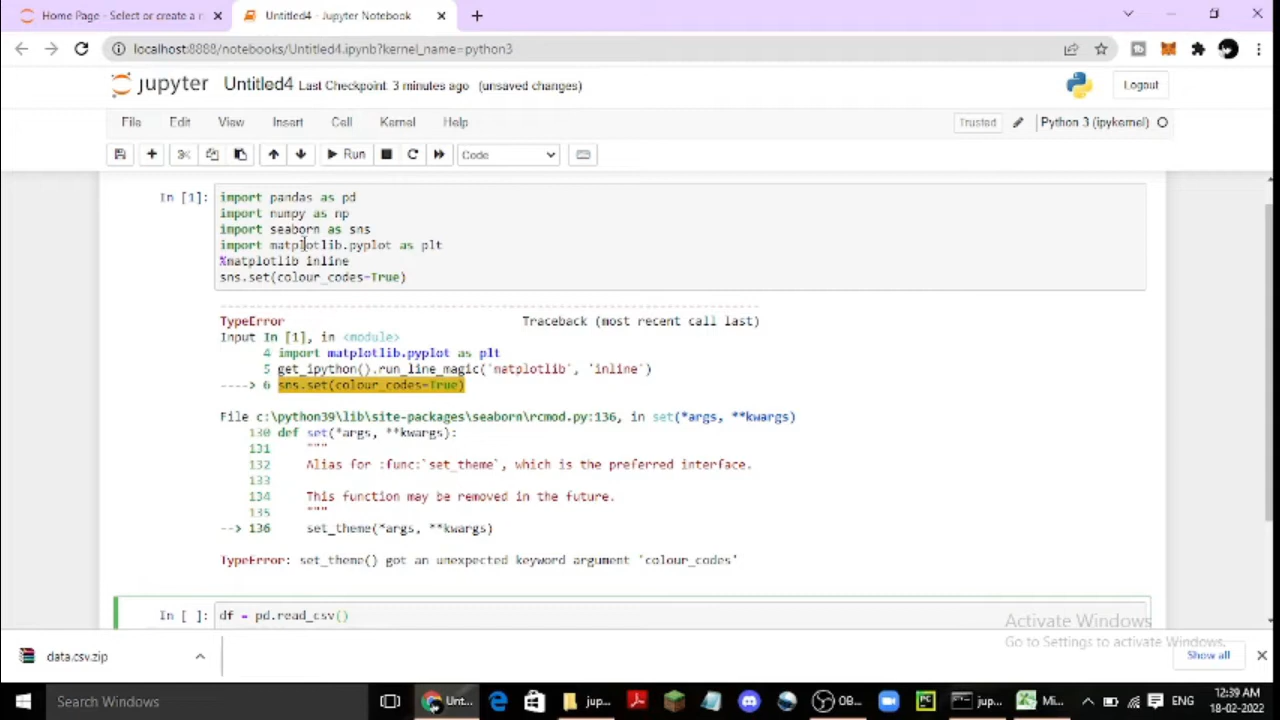 Home Page - Select or create a n
Untitled4 - Jupyter Notebook
localhost:8888/notebooks/Untitled4.ipynb?kernel_name=python3
jupyter Untitled4 Last Checkpoint: 3 minutes ago (unsaved changes)
Logout
File Edit View Insert Cell Kernel Help
Trusted Python 3 (ipykernel)
Run Code
In [1]: import pandas as pd
import numpy as np
import seaborn as sns
import matplotlib.pyplot as plt
%matplotlib inline
sns.set(colour_codes=True)
---------------------------------------------------------------------------
TypeError Traceback (most recent call last)
Input In [1], in <module>
4 import matplotlib.pyplot as plt
5 get_ipython().run_line_magic('matplotlib', 'inline')
----> 6 sns.set(colour_codes=True)
File c:\python39\lib\site-packages\seaborn\rcmod.py:136, in set(*args, **kwargs)
130 def set(*args, **kwargs):
131 """
132 Alias for :func:`set_theme`, which is the preferred interface.
133
134 This function may be removed in the future.
135 """
--> 136 set_theme(*args, **kwargs)
TypeError: set_theme() got an unexpected keyword argument 'colour_codes'
In [ ]: df = pd.read_csv()
Activate Windows
Go to Settings to activate Windows.
data.csv.zip
Show all
Search Windows
Unt...
jup...
OB...
PC
jup...
Mi...
ENG
12:39 AM
18-02-2022